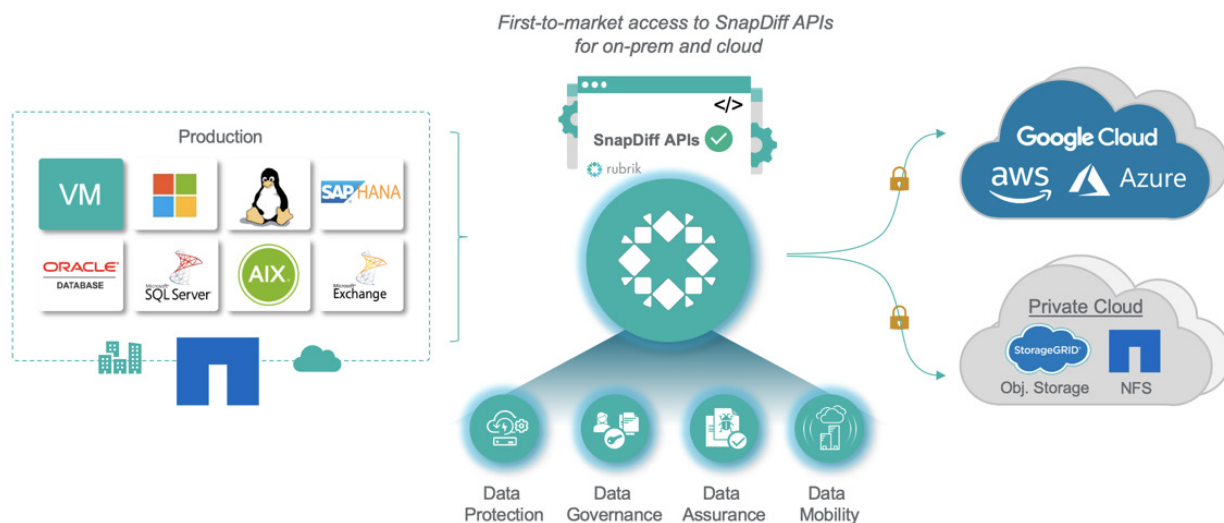 First-to-market access to SnapDiff APIs
for on-prem and cloud
</>
SnapDiff APIs
rubrik
Production
VM
SAP HANA
ORACLE
DATABASE
Microsoft
SQL Server
AIX
Microsoft
Exchange
Google Cloud
aws
Azure
Private Cloud
StorageGRID
Obj. Storage
NFS
Data
Protection
Data
Governance
Data
Assurance
Data
Mobility